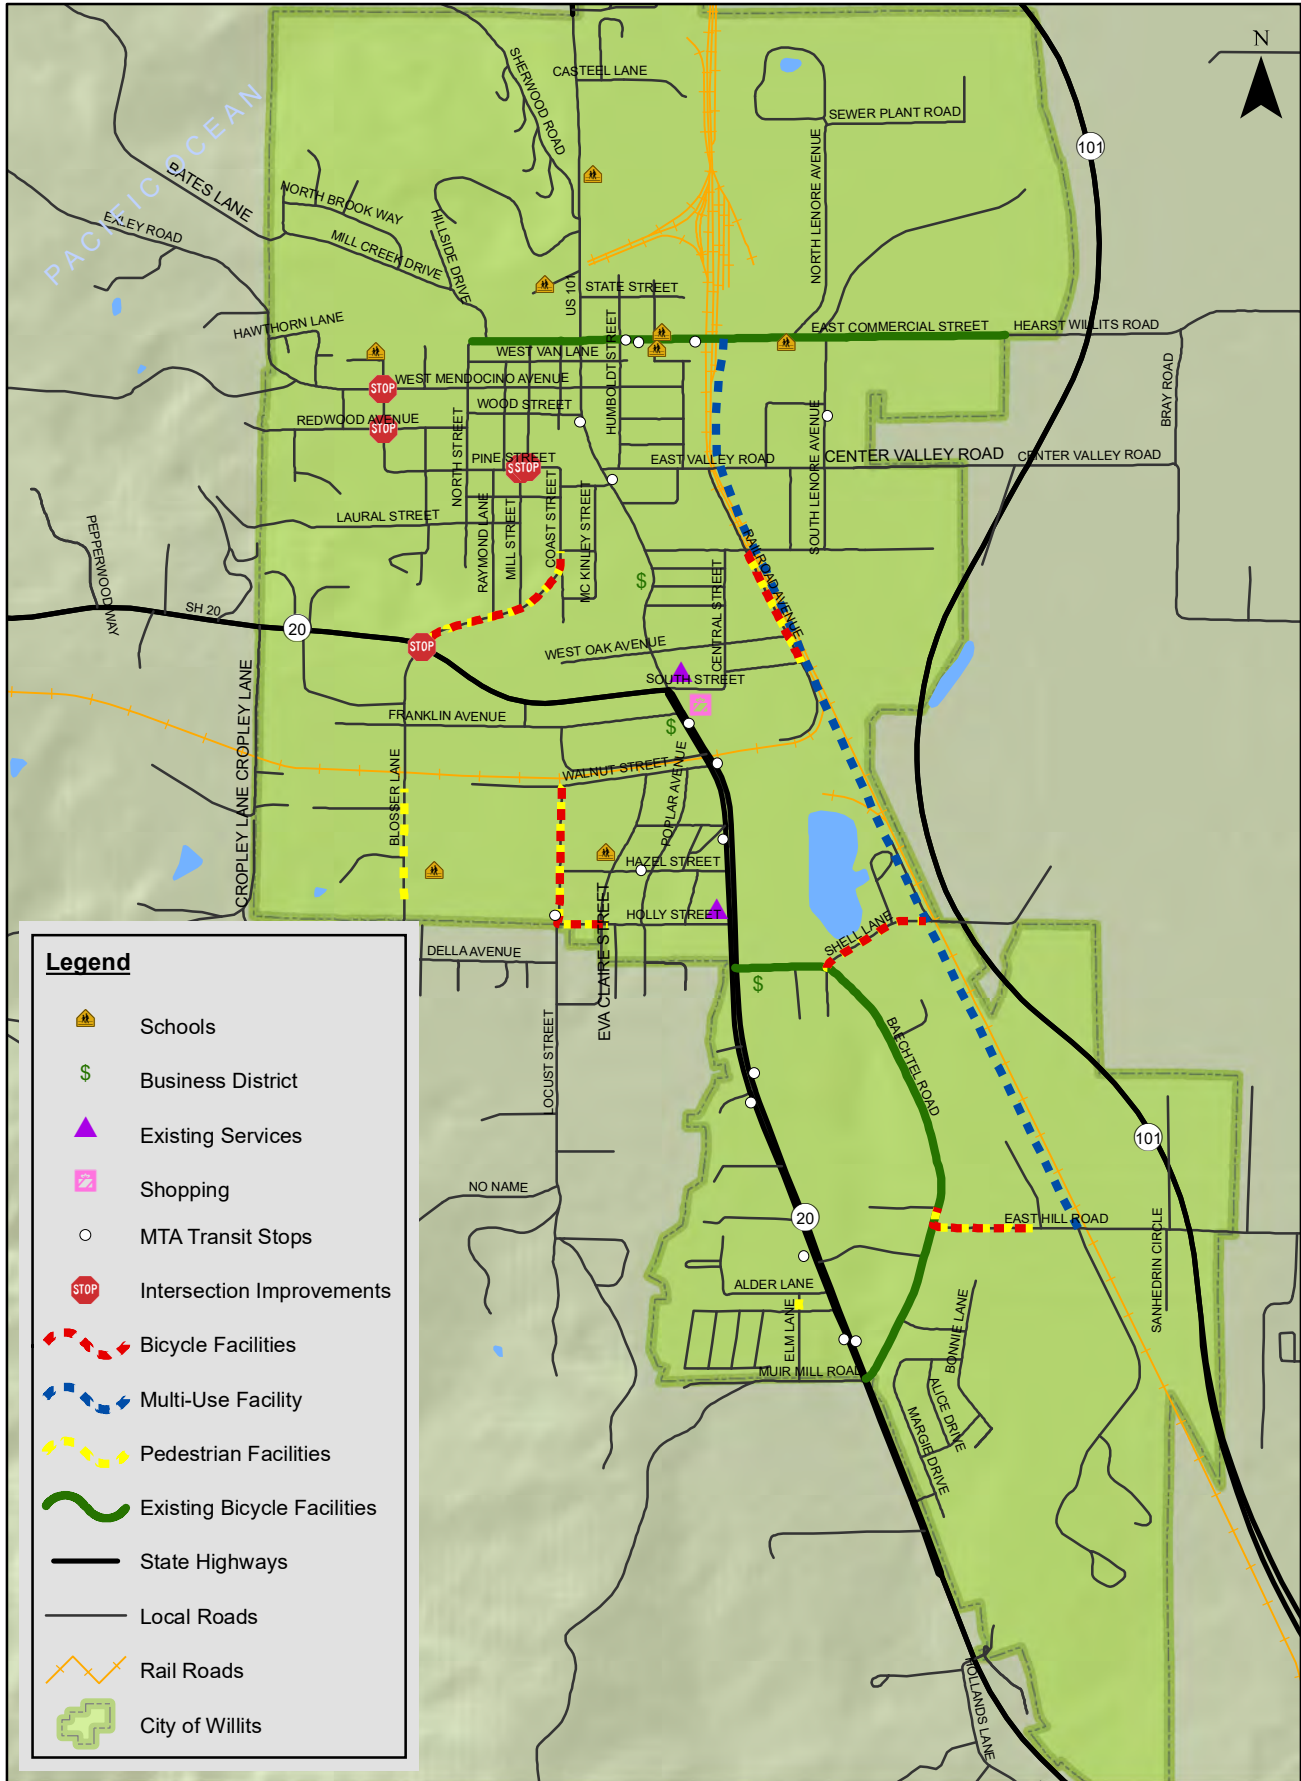 N
SHERWOOD ROAD
CASTEEL LANE
SEWER PLANT ROAD
101
PACIFIC OCEAN
BATES LANE
NORTH BROOK WAY
EXLEY ROAD
MILL CREEK DRIVE
HILLSIDE DRIVE
NORTH LENORE AVENUE
US 101
STATE STREET
HAWTHORN LANE
HUMBOLDT STREET
EAST COMMERCIAL STREET
HEARST WILLITS ROAD
WEST VAN LANE
STOP
WEST MENDOCINO AVENUE
BRAY ROAD
WOOD STREET
REDWOOD AVENUE
STOP
NORTH STREET
SOUTH LENORE AVENUE
PINE STREET
STOP
EAST VALLEY ROAD
CENTER VALLEY ROAD
CENTER VALLEY ROAD
LAURAL STREET
RAYMOND LANE
MILL STREET
COAST STREET
MC KINLEY STREET
PEPPERWOOD WAY
RAILROAD AVENUE
$
CENTRAL STREET
SH 20
20
STOP
WEST OAK AVENUE
SOUTH STREET
CROPLEY LANE CROPLEY LANE
FRANKLIN AVENUE
$
WALNUT STREET
POPLAR AVENUE
BLOSSER LANE
HAZEL STREET
EVA CLAIRE STREET
HOLLY STREET
SHELL LANE
DELLA AVENUE
$
BAECHTEL ROAD
LOCUST STREET
101
NO NAME
20
EAST HILL ROAD
SANHEDRIN CIRCLE
ALDER LANE
ELM LANE
BONNIE LANE
MUIR MILL ROAD
ALICE DRIVE
MARGIE DRIVE
HOLLANDS LANE
Legend
Schools
$ Business District
Existing Services
Shopping
MTA Transit Stops
STOP Intersection Improvements
Bicycle Facilities
Multi-Use Facility
Pedestrian Facilities
Existing Bicycle Facilities
State Highways
Local Roads
Rail Roads
City of Willits